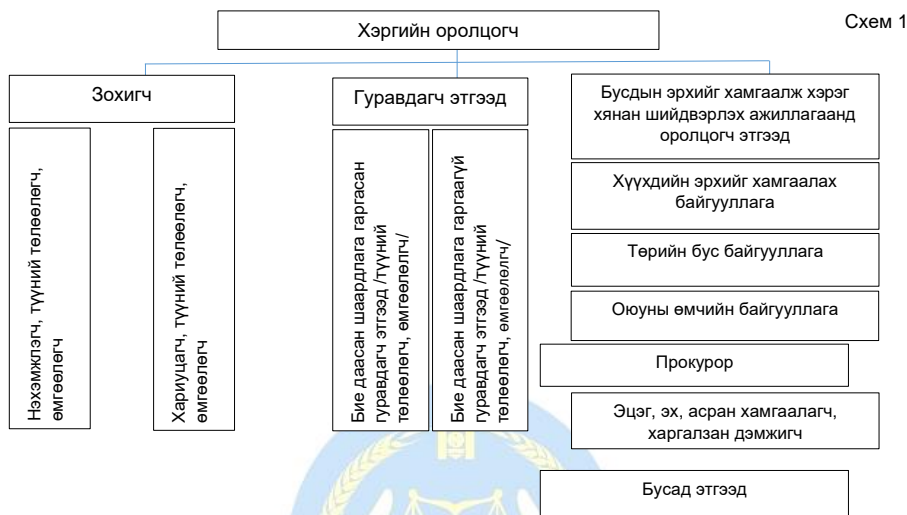 Схем 1
Хэргийн оролцогч
Зохигч
Нэхэмжлэгч, түүний төлөөлөгч,
өмгөөлөгч
Хариуцагч, түүний төлөөлөгч,
өмгөөлөгч
Гуравдагч этгээд
Бие даасан шаардлага гаргасан
гуравдагч этгээд /түүний
төлөөлөгч, өмгөөлөлгч/
Бие даасан шаардлага гаргаагүй
гуравдагч этгээд /түүний
төлөөлөгч, өмгөөлөлгч/
Бусдын эрхийг хамгаалж хэрэг
хянан шийдвэрлэх ажиллагаанд
оролцогч этгээд
Хүүхдийн эрхийг хамгаалах
байгууллага
Төрийн бус байгууллага
Оюуны өмчийн байгууллага
Прокурор
Эцэг, эх, асран хамгаалагч,
харгалзан дэмжигч
Бусад этгээд